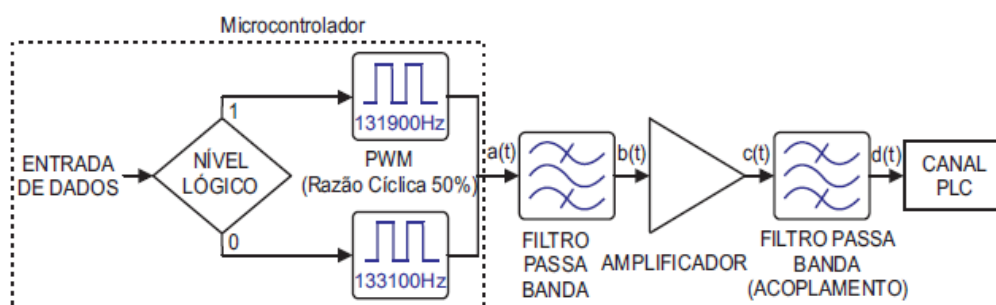 Microcontrolador
ENTRADA
DE DADOS
NÍVEL
LÓGICO
1
0
131900Hz
PWM
(Razão Cíclica 50%)
133100Hz
a(t)
FILTRO
PASSA
BANDA
b(t)
AMPLIFICADOR
c(t)
FILTRO PASSA
BANDA
(ACOPLAMENTO)
d(t)
CANAL
PLC